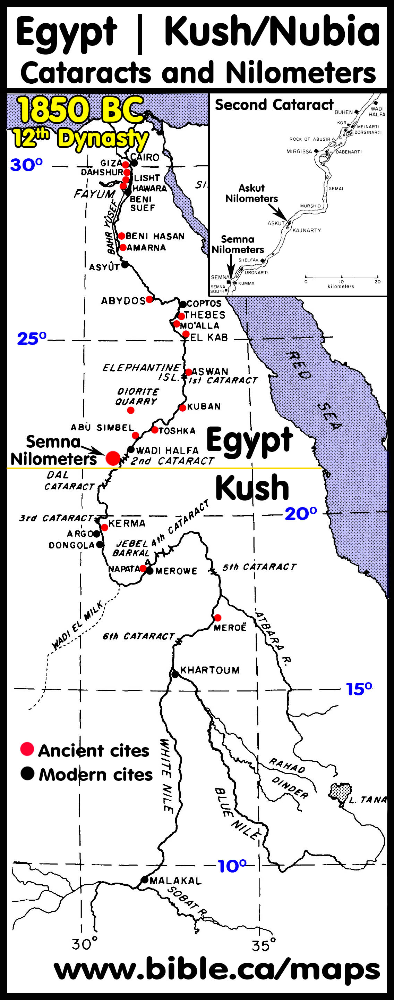 Egypt | Kush/Nubia
Cataracts and Nilometers
1850 BC
12th Dynasty
Second Cataract
BUHEN
WADI
HALFA
KOR
MEINARTI
DORGINARTI
ROCK OF ABUSIR
MIRGISSA
DABENARTI
GEMAI
Askut
Nilometers
MURSHID
ASKUT
KAJNARTY
Semna
Nilometers
SHELFAK
URONARTI
SEMNA
KUMMA
SEMNA
SOUTH
0 10 20
kilometers
30°
CAIRO
GIZA
DAHSHUR
LISHT
HAWARA
FAYUM
BENI
SUEF
SI
BAHR YÛSEF
BENI HASAN
AMARNA
ASYÛT
ABYDOS
COPTOS
THEBES
MO'ALLA
25°
EL KAB
RED SEA
ELEPHANTINE
ISL.
ASWAN
1st CATARACT
DIORITE
QUARRY
KUBAN
ABU SIMBEL
TOSHKA
Egypt
Semna
Nilometers
WADI HALFA
2nd CATARACT
DAL
CATARACT
Kush
20°
3rd CATARACT
KERMA
ARGO
DONGOLA
JEBEL
BARKAL
4th CATARACT
NAPATA
MEROWE
5th CATARACT
WADI EL MILK
MEROË
ATBARA R.
6th CATARACT
KHARTOUM
15°
Ancient cites
Modern cites
WHITE NILE
RAHAD
DINDER
BLUE NILE
L. TANA
10°
MALAKAL
SOBAT R.
30°
35°
www.bible.ca/maps